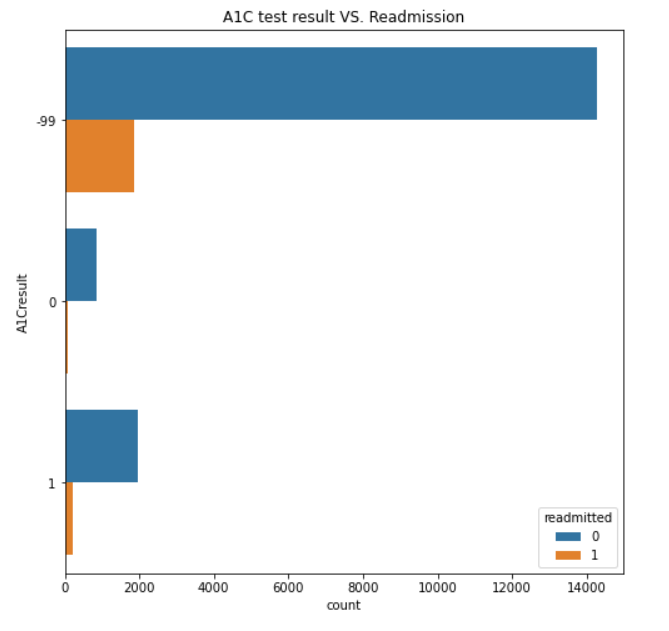 A1C test result VS. Readmission
-99
0
1
A1Cresult
0 2000 4000 6000 8000 10000 12000 14000
count
readmitted
0
1